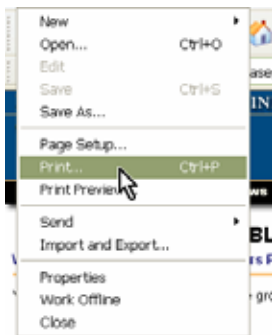 New
Open... Ctrl+O
Edit
Save Ctrl+S
Save As...
Page Setup...
Print... Ctrl+P
Print Preview
Send
Import and Export...
Properties
Work Offline
Close